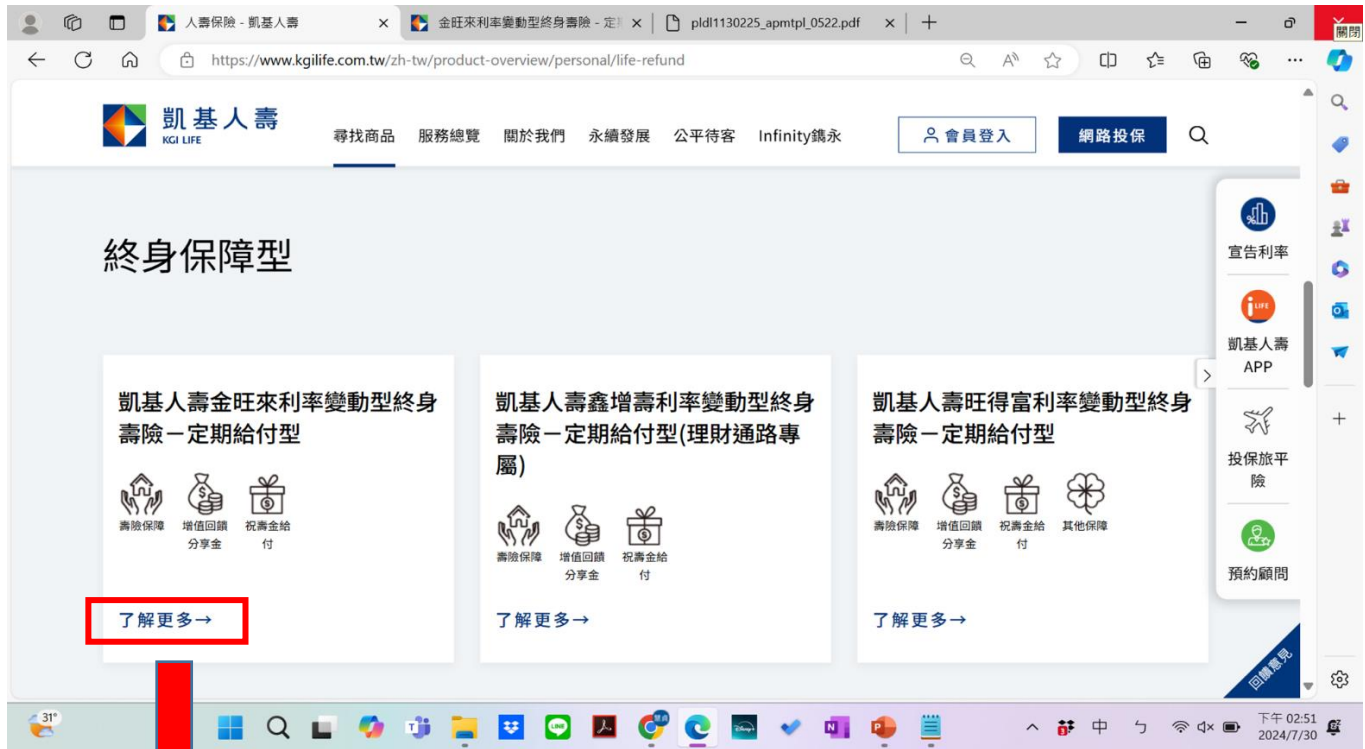 人壽保險 - 凱基人壽
金旺來利率變動型終身壽險 - 定
pldl1130225_apmtpl_0522.pdf
關閉
https://www.kgilife.com.tw/zh-tw/product-overview/personal/life-refund
凱基人壽
KGI LIFE
尋找商品 服務總覽 關於我們 永續發展 公平待客 Infinity鑴永
會員登入
網路投保
終身保障型
宣告利率
凱基人壽
APP
投保旅平
險
預約顧問
回饋意見
凱基人壽金旺來利率變動型終身
壽險－定期給付型
壽險保障 增值回饋 祝壽金給
分享金 付
了解更多→
凱基人壽鑫增壽利率變動型終身
壽險－定期給付型(理財通路專
屬)
壽險保障 增值回饋 祝壽金給
分享金 付
了解更多→
凱基人壽旺得富利率變動型終身
壽險－定期給付型
壽險保障 增值回饋 祝壽金給 其他保障
分享金 付
了解更多→
31°
中
ㄅ
下午 02:51
2024/7/30